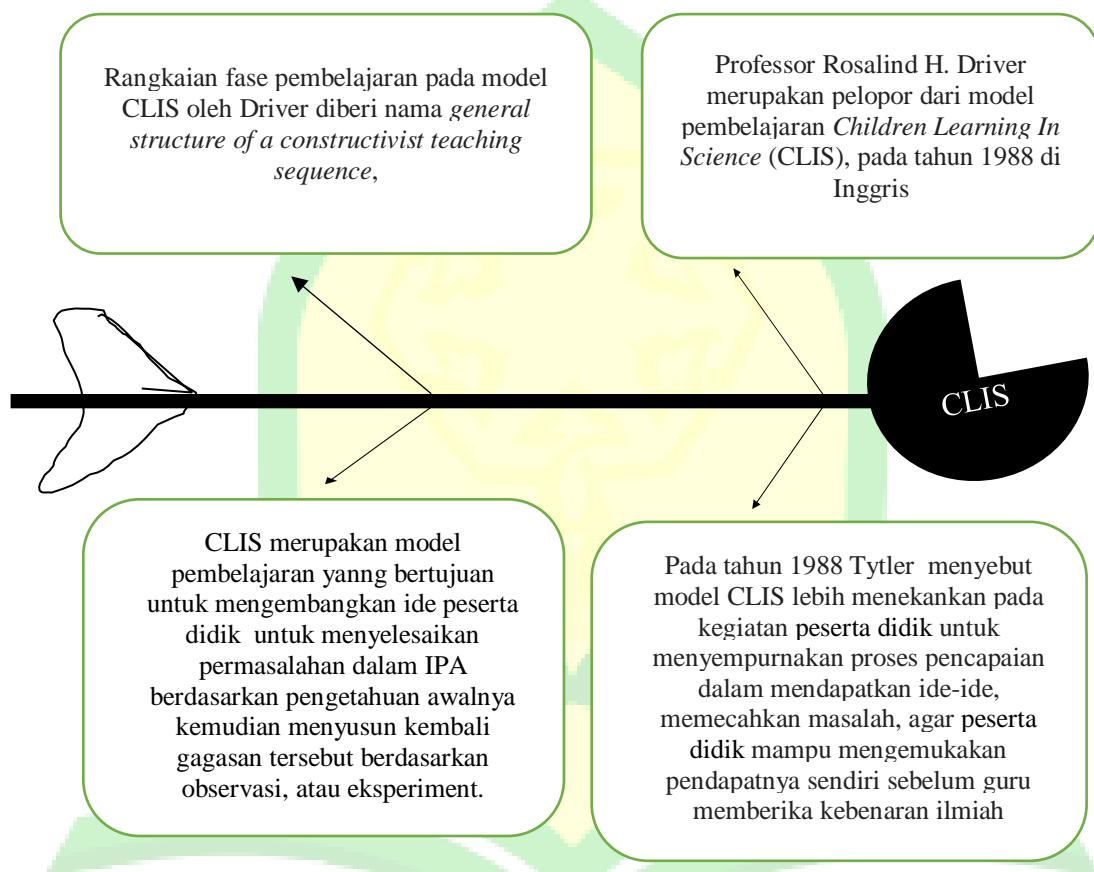 Rangkaian fase pembelajaran pada model
CLIS oleh Driver diberi nama general
structure of a constructivist teaching
sequence,
Professor Rosalind H. Driver
merupakan pelopor dari model
pembelajaran Children Learning In
Science (CLIS), pada tahun 1988 di
Inggris
CLIS
CLIS merupakan model
pembelajaran yanng bertujuan
untuk mengembangkan ide peserta
didik untuk menyelesaikan
permasalahan dalam IPA
berdasarkan pengetahuan awalnya
kemudian menyusun kembali
gagasan tersebut berdasarkan
observasi, atau eksperiment.
Pada tahun 1988 Tytler menyebut
model CLIS lebih menekankan pada
kegiatan peserta didik untuk
menyempurnakan proses pencapaian
dalam mendapatkan ide-ide,
memecahkan masalah, agar peserta
didik mampu mengemukakan
pendapatnya sendiri sebelum guru
memberika kebenaran ilmiah